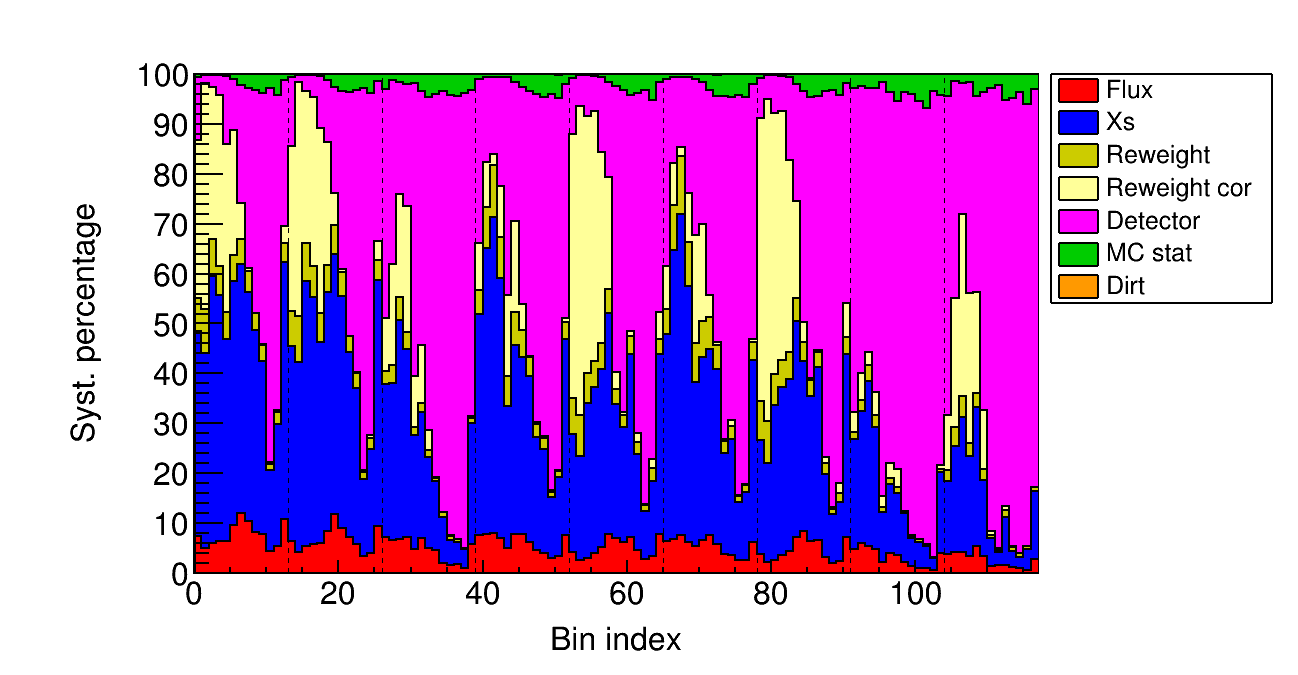 Syst. percentage
100
90
80
70
60
50
40
30
20
10
0
0 20 40 60 80 100
Bin index
Flux
Xs
Reweight
Reweight cor
Detector
MC stat
Dirt